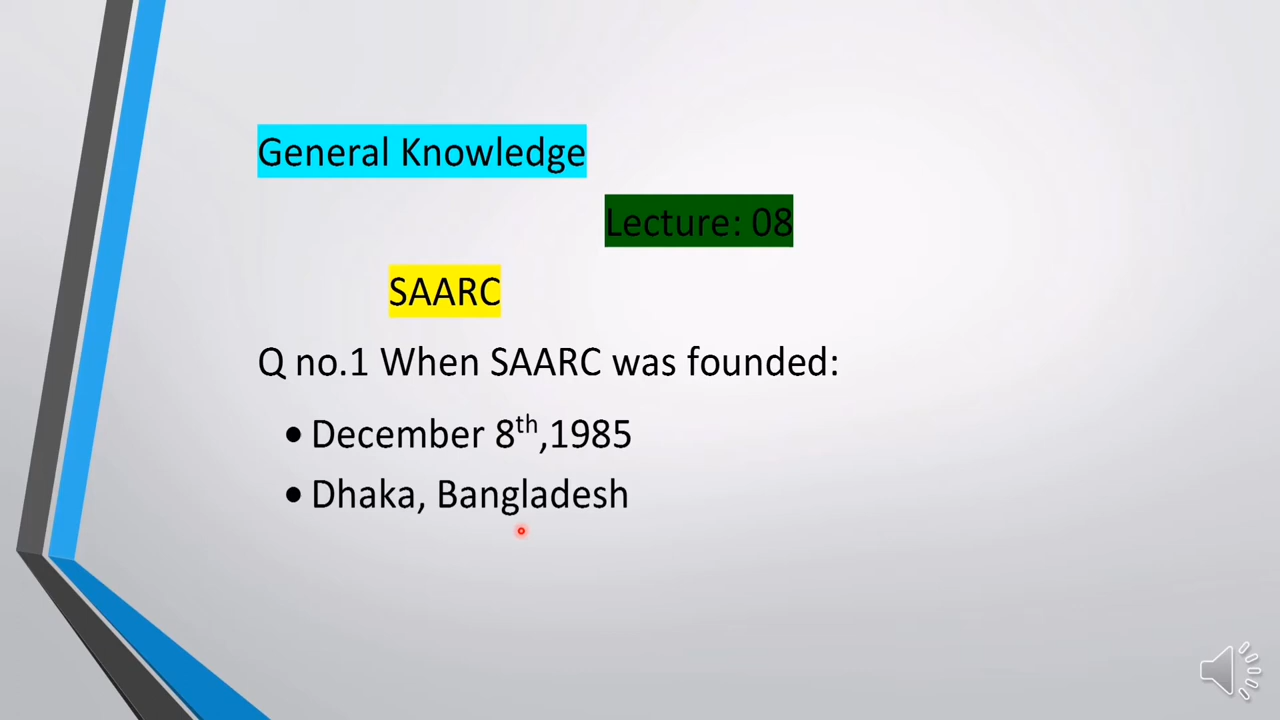 General Knowledge
Lecture: 08
SAARC
Q no.1 When SAARC was founded:
• December 8th,1985
• Dhaka, Bangladesh